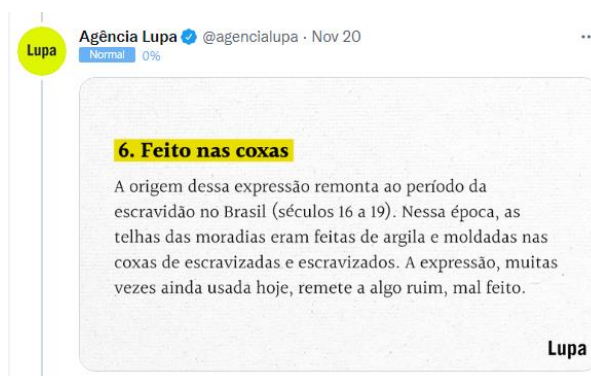 Lupa
Agência Lupa @agencialupa · Nov 20
Normal 0%
6. Feito nas coxas
A origem dessa expressão remonta ao período da
escravidão no Brasil (séculos 16 a 19). Nessa época, as
telhas das moradias eram feitas de argila e moldadas nas
coxas de escravizadas e escravizados. A expressão, muitas
vezes ainda usada hoje, remete a algo ruim, mal feito.
Lupa